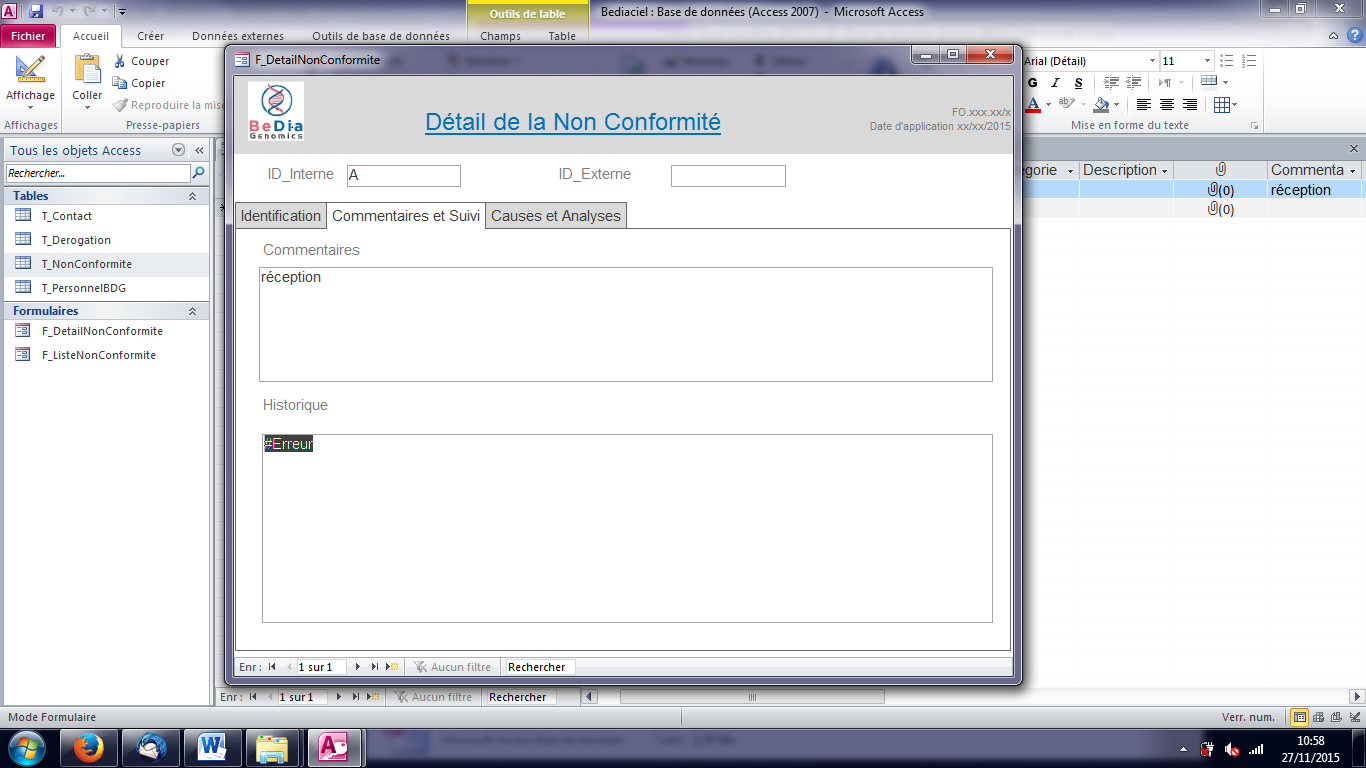 Outils de table
Bediaciel : Base de données (Access 2007) - Microsoft Access
Fichier
Accueil
Créer
Données externes
Outils de base de données
Champs
Table
Affichage
Affichages
Coller
Couper
Copier
Reproduire la mise
Presse-papiers
Arial (Détail)
11
G I S
Mise en forme du texte
Tous les objets Access
Rechercher...
Tables
T_Contact
T_Derogation
T_NonConformite
T_PersonnelBDG
Formulaires
F_DetailNonConformite
F_ListeNonConformite
F_DetailNonConformite
BeDia
Genomics
Détail de la Non Conformité
FO.xxx.xx/x
Date d'application xx/xx/2015
ID_Interne
A
ID_Externe
Identification
Commentaires et Suivi
Causes et Analyses
Commentaires
réception
Historique
#Erreur
Enr :
1 sur 1
Aucun filtre
Rechercher
égorie
Description
Commenta
(0)
réception
(0)
Enr :
1 sur 1
Aucun filtre
Rechercher
Mode Formulaire
Verr. num.
10:58
27/11/2015